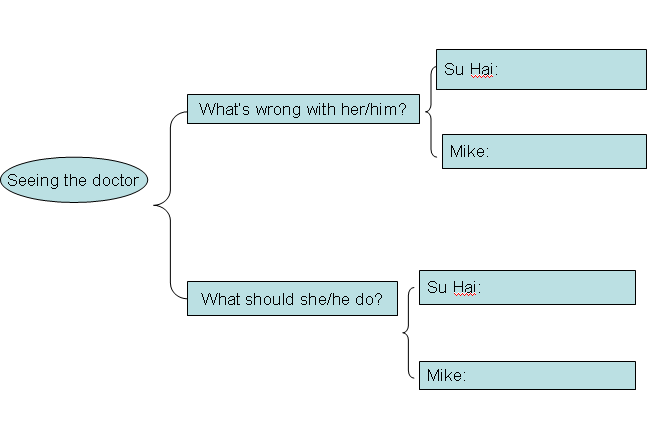 Seeing the doctor
What's wrong with her/him?
Su Hai:
Mike:
What should she/he do?
Su Hai:
Mike: